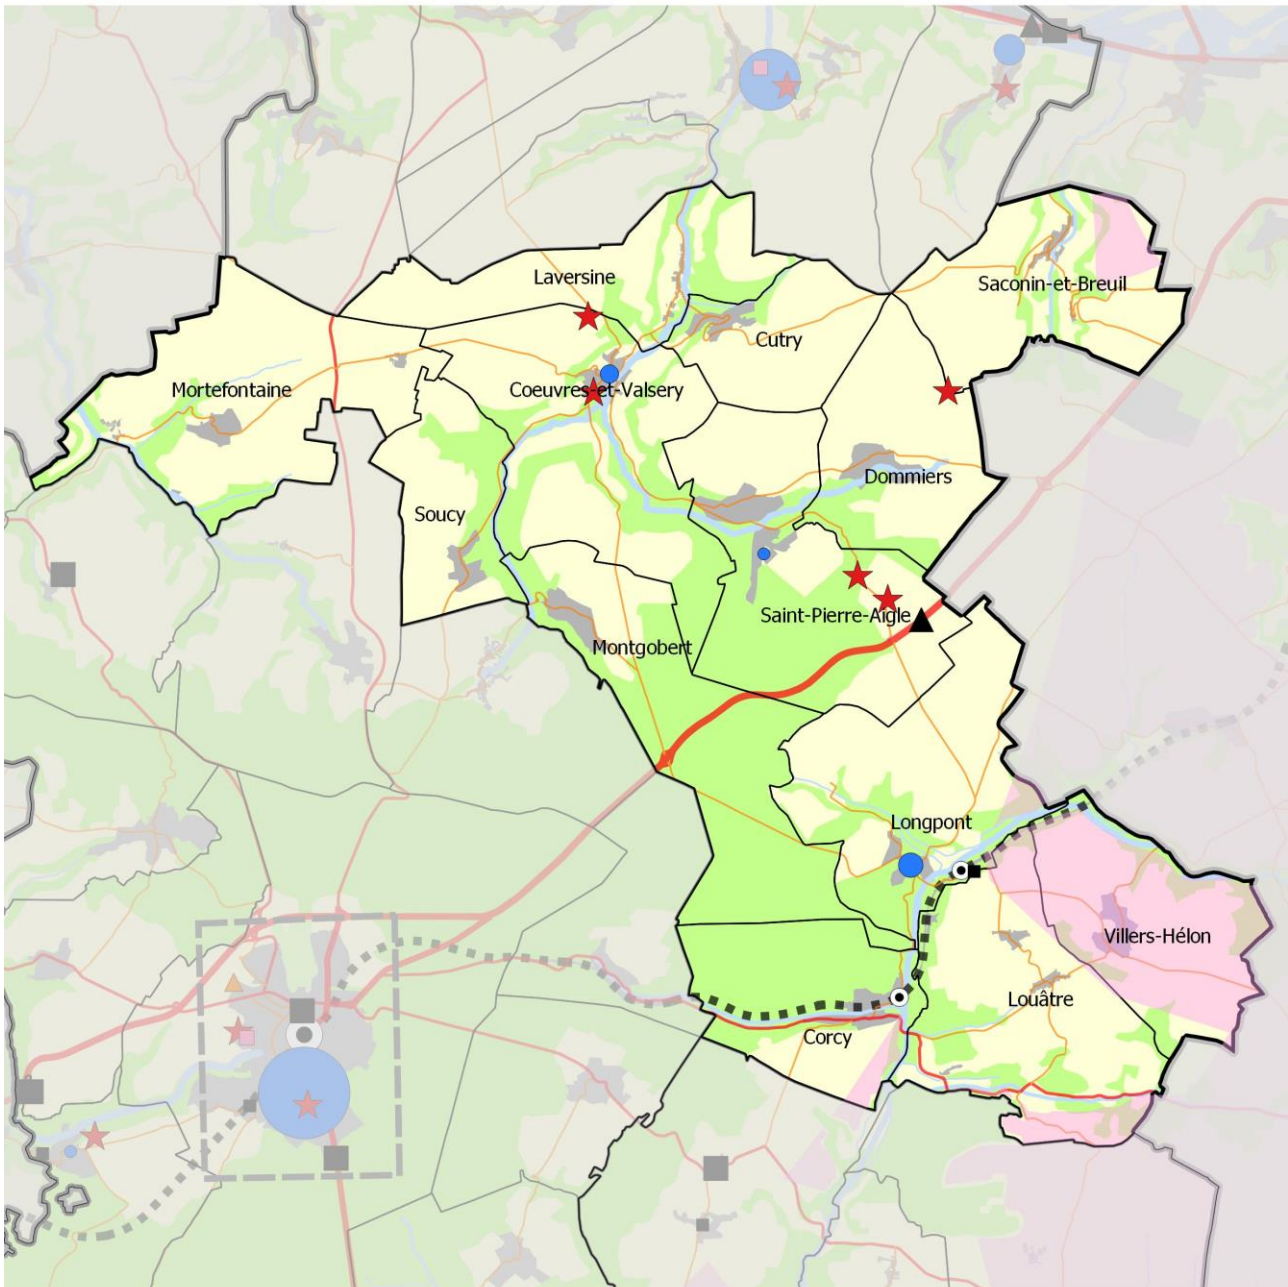 Laversine
Saconin-et-Breuil
Cutry
Mortefontaine
Coeuvres-et-Valsery
Dommiers
Soucy
Saint-Pierre-Aigle
Montgobert
Longpont
Villers-Hélon
Louâtre
Corcy